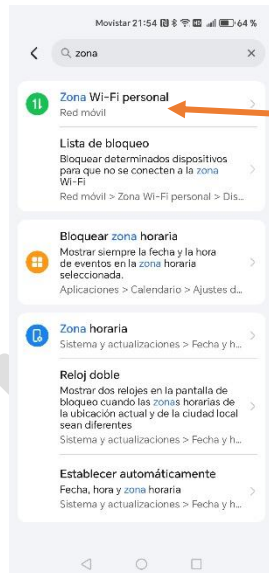 Movistar 21:54 64 %
zona
Zona Wi-Fi personal
Red móvil
Lista de bloqueo
Bloquear determinados dispositivos
para que no se conecten a la zona
Wi-Fi
Red móvil > Zona Wi-Fi personal > Dis...
Bloquear zona horaria
Mostrar siempre la fecha y la hora
de eventos en la zona horaria
seleccionada.
Aplicaciones > Calendario > Ajustes d...
Zona horaria
Sistema y actualizaciones > Fecha y h...
Reloj doble
Mostrar dos relojes en la pantalla de
bloqueo cuando las zonas horarias de
la ubicación actual y de la ciudad local
sean diferentes
Sistema y actualizaciones > Fecha y h...
Establecer automáticamente
Fecha, hora y zona horaria
Sistema y actualizaciones > Fecha y h...